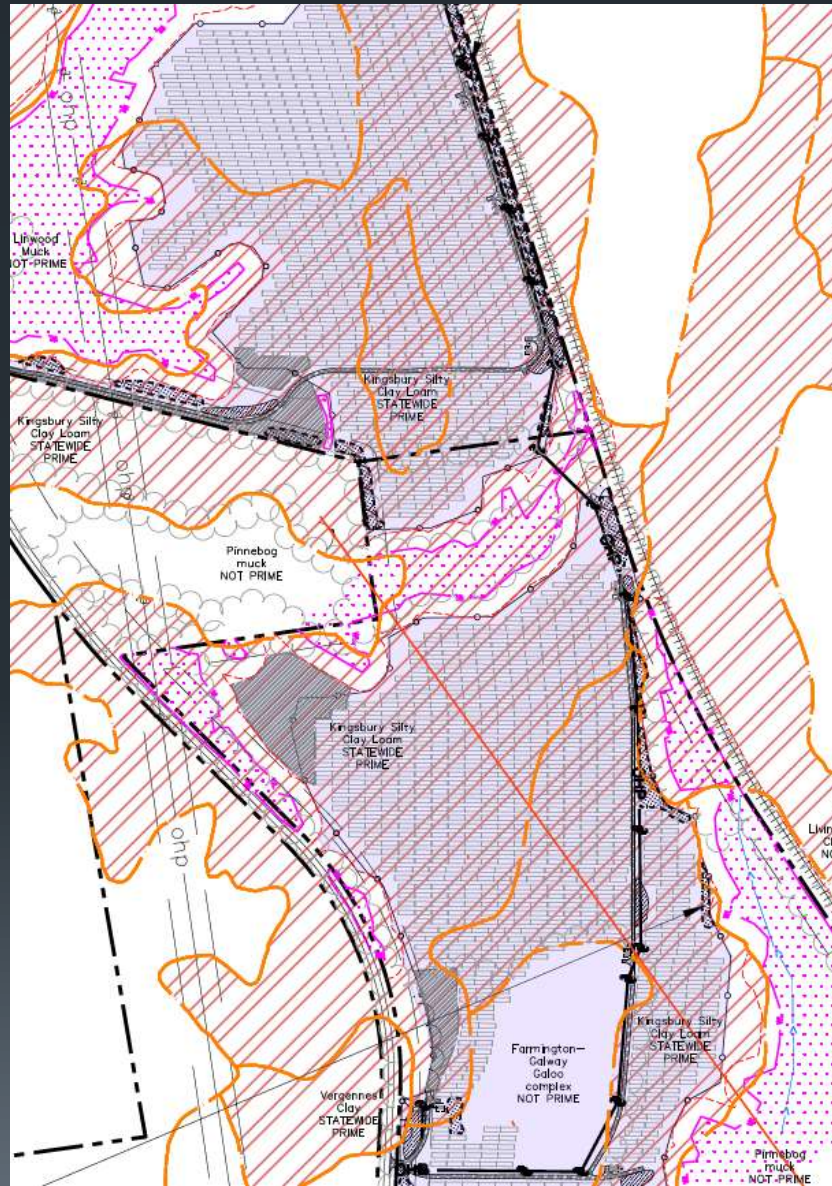 ohp
Linwood
Muck
NOT PRIME
Kingsbury Silty
Clay Loam
STATEWIDE
PRIME
Kingsbury Silty
Clay Loam
STATEWIDE
PRIME
ohp
Pinnebog
muck
NOT PRIME
Kingsbury Silty
Clay Loam
STATEWIDE
PRIME
ohp
Farmington-
Galway
Galoo
complex
NOT PRIME
Kingsbury Silty
Clay Loam
STATEWIDE
PRIME
Vergennes
Clay
STATEWIDE
PRIME
Pinnebog
muck
NOT PRIME